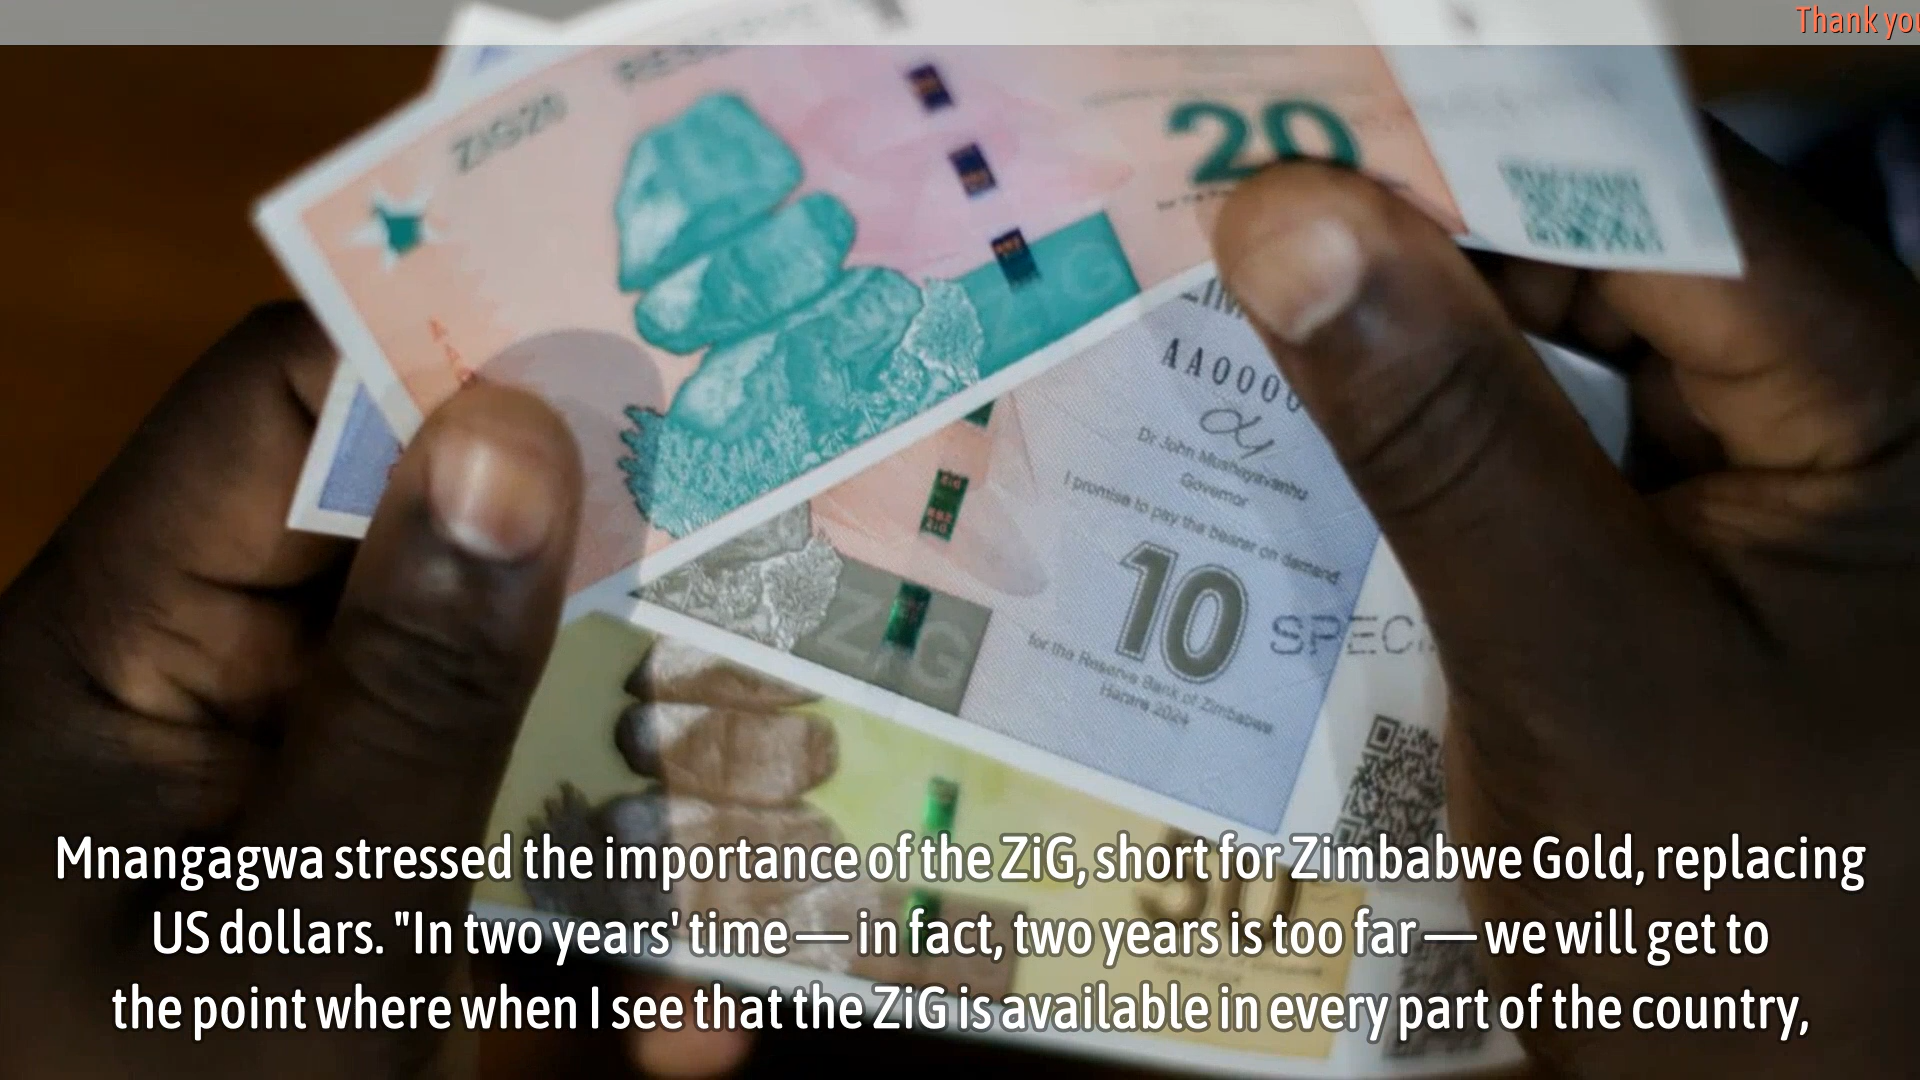 Thank you
ZiG20
20
ZiG
AA000
Dr John Mushayavanhu
Governor
I promise to pay the bearer on demand
10
SPECI
for the Reserve Bank of Zimbabwe
Harare 2024
ZiG
Mnangagwa stressed the importance of the ZiG, short for Zimbabwe Gold, replacing
US dollars. "In two years' time — in fact, two years is too far — we will get to
the point where when I see that the ZiG is available in every part of the country,